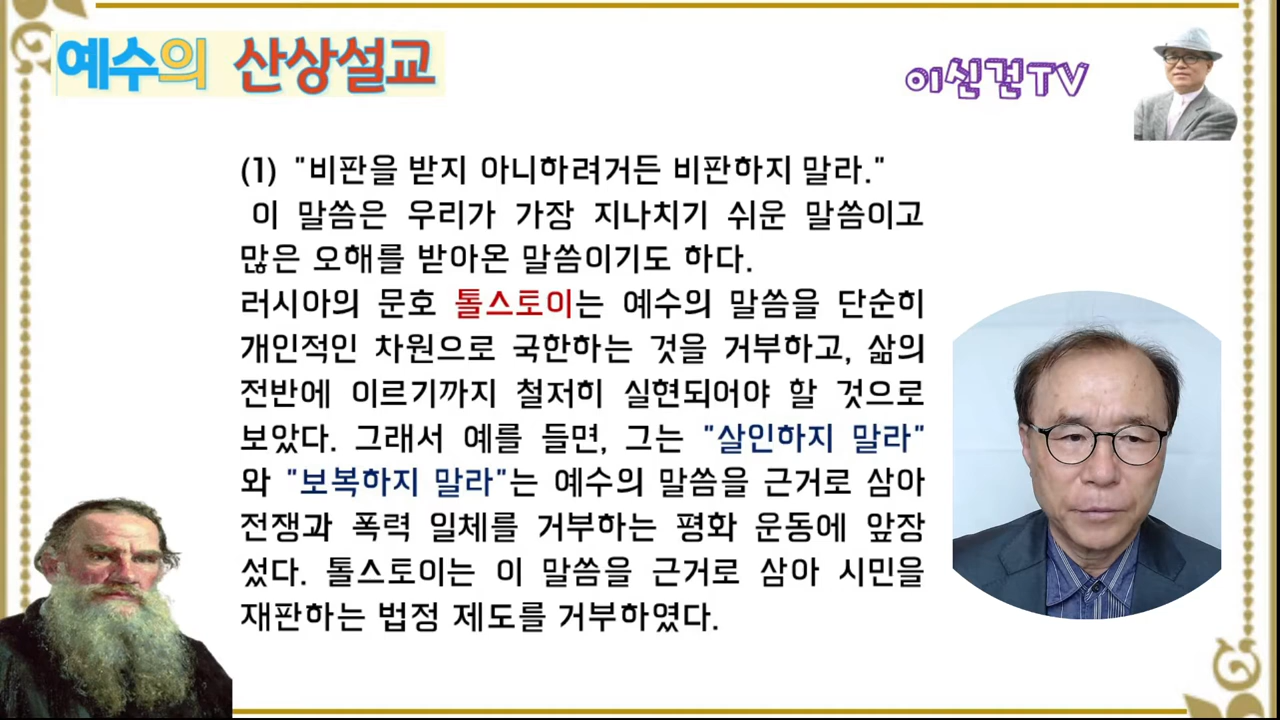 예수의 산상설교
이신건TV
(1) "비판을 받지 아니하려거든 비판하지 말라."
이 말씀은 우리가 가장 지나치기 쉬운 말씀이고
많은 오해를 받아온 말씀이기도 하다.
러시아의 문호 톨스토이는 예수의 말씀을 단순히
개인적인 차원으로 국한하는 것을 거부하고, 삶의
전반에 이르기까지 철저히 실현되어야 할 것으로
보았다. 그래서 예를 들면, 그는 "살인하지 말라"
와 "보복하지 말라"는 예수의 말씀을 근거로 삼아
전쟁과 폭력 일체를 거부하는 평화 운동에 앞장
섰다. 톨스토이는 이 말씀을 근거로 삼아 시민을
재판하는 법정 제도를 거부하였다.